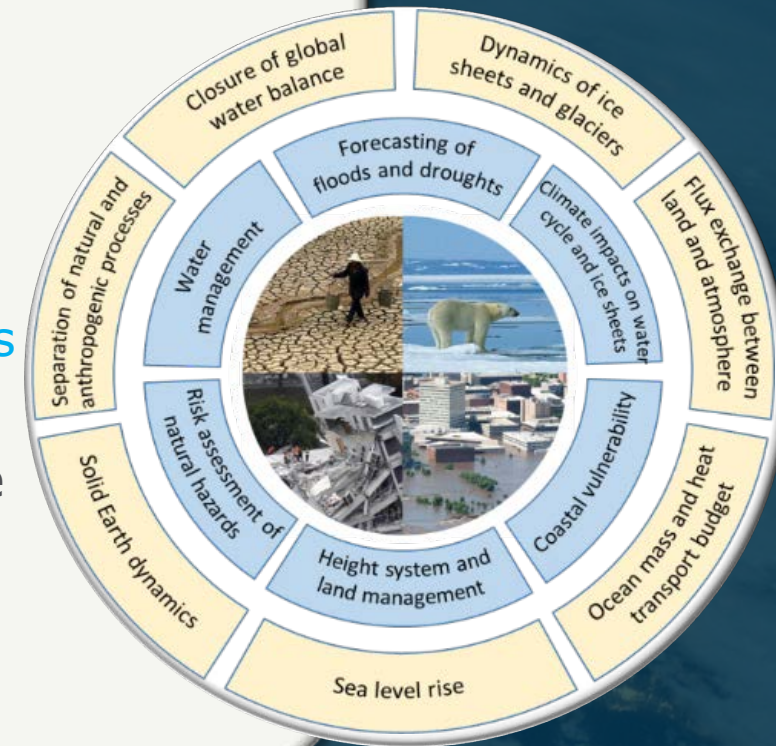 Closure of global
water balance
Dynamics of ice
sheets and glaciers
Flux exchange between
land and atmosphere
Ocean mass and heat
transport budget
Sea level rise
Solid Earth dynamics
Separation of natural and
anthropogenic processes
Forecasting of
floods and droughts
Climate impacts on water
cycle and ice sheets
Coastal vulnerability
Height system and
land management
Risk assessment of
natural hazards
Water
management
s
e